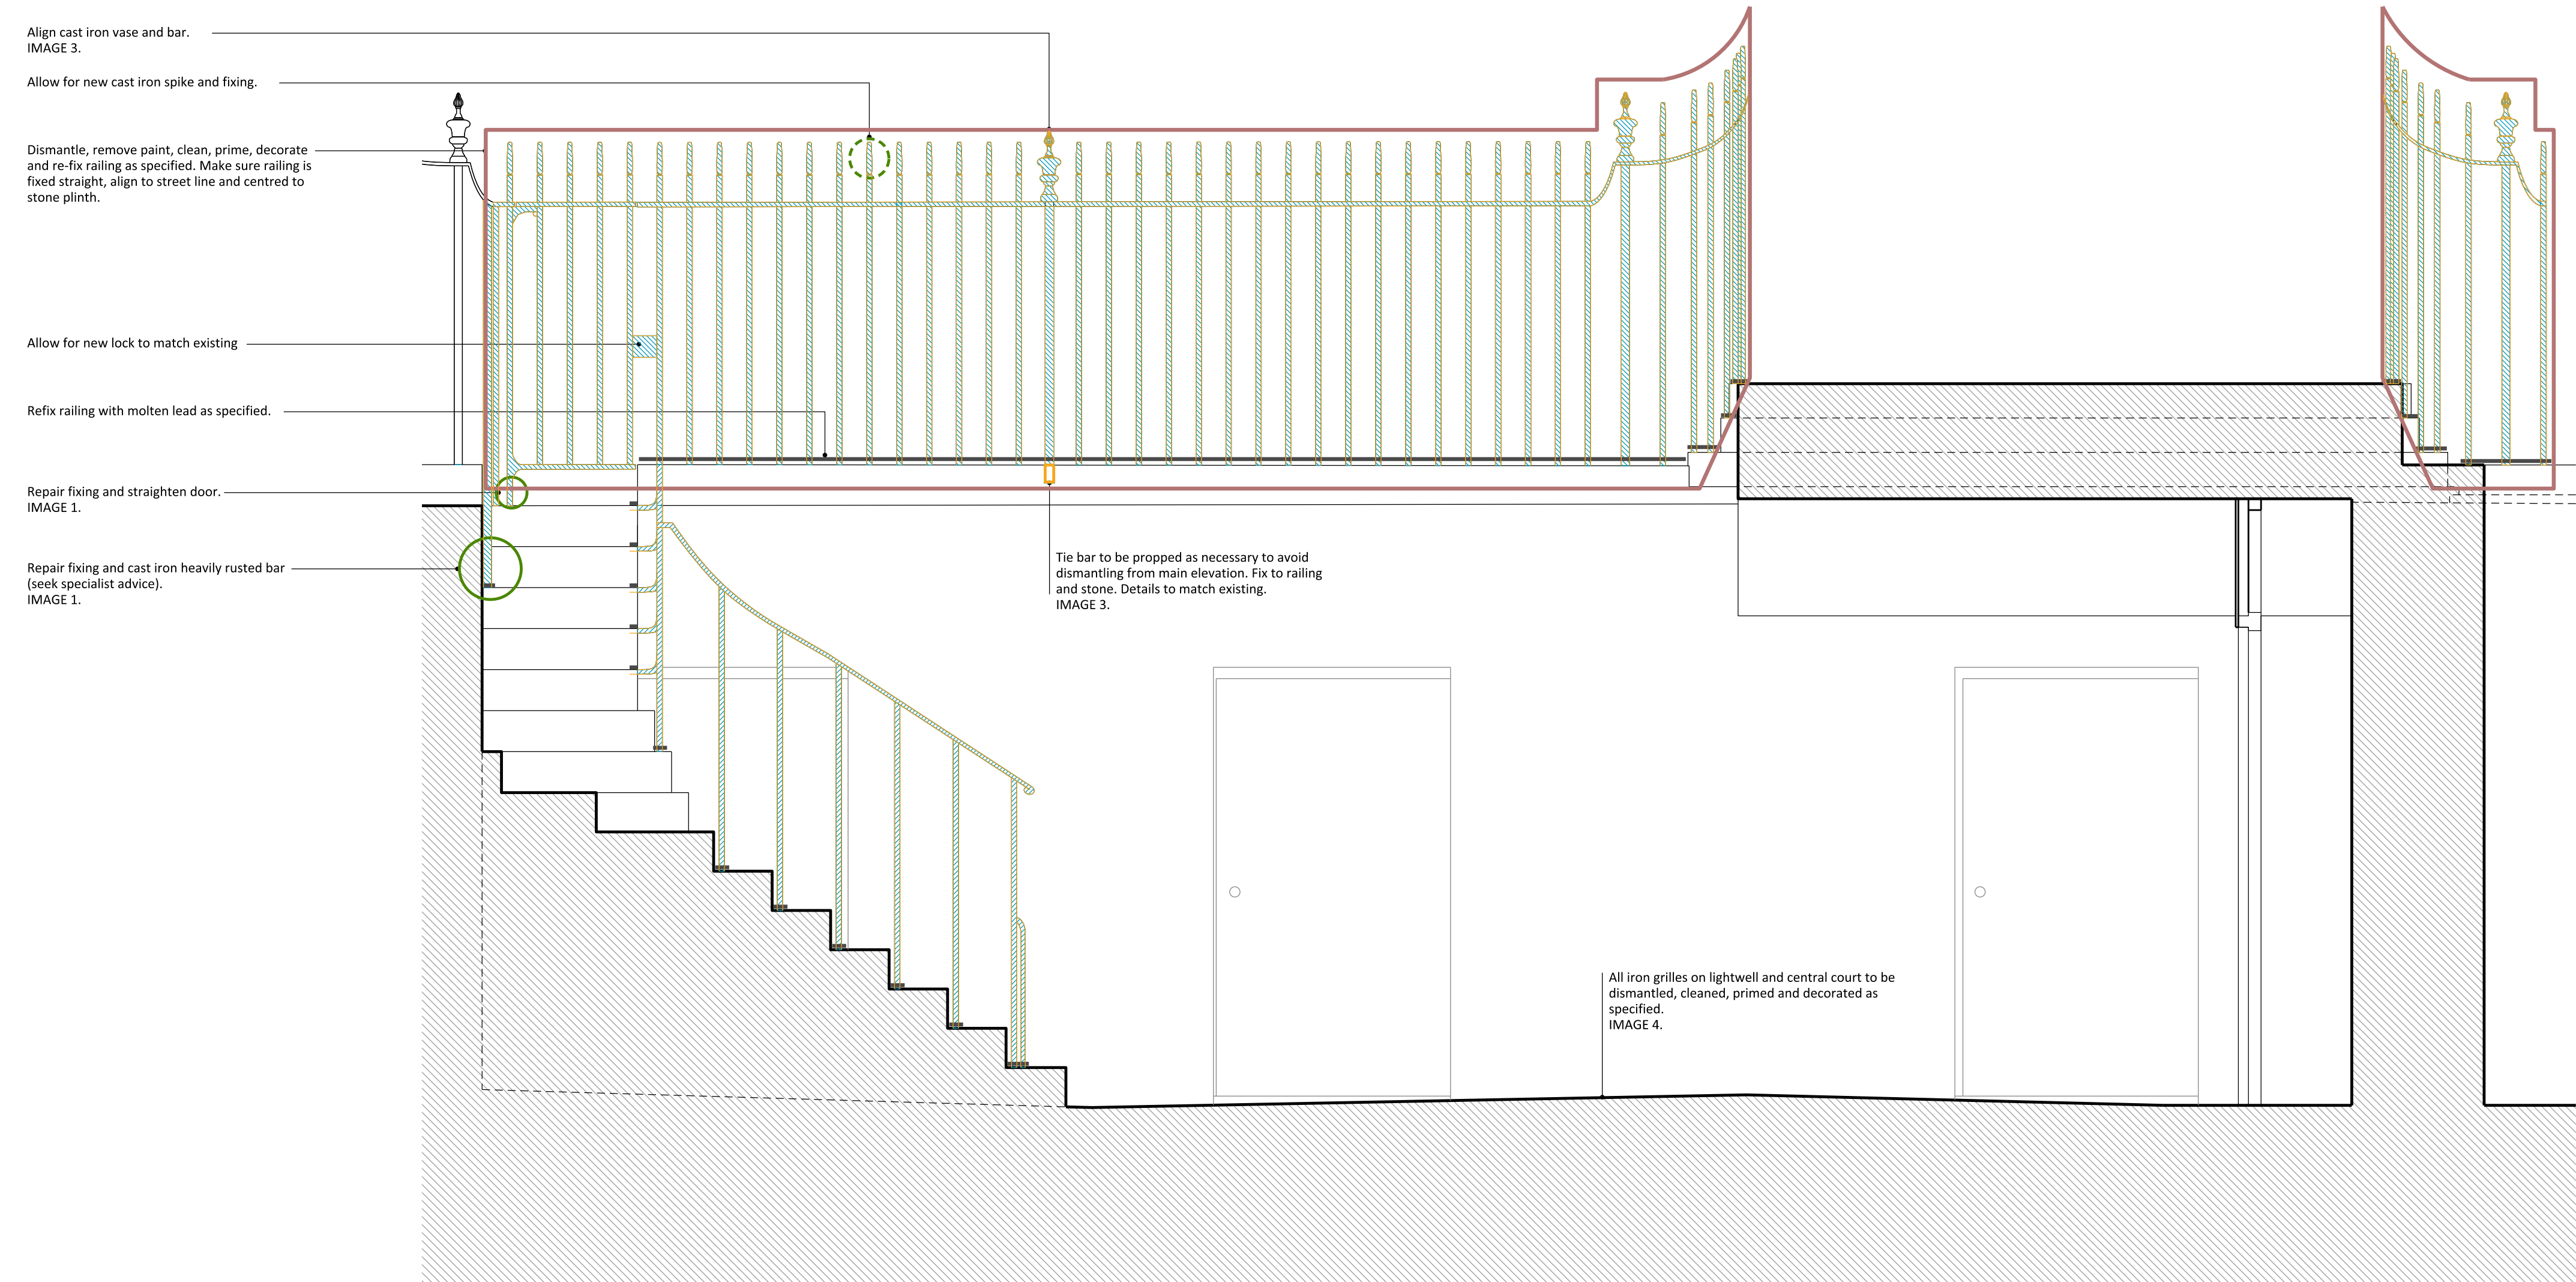 Align cast iron vase and bar.
IMAGE 3.
Allow for new cast iron spike and fixing.
Dismantle, remove paint, clean, prime, decorate
and re-fix railing as specified. Make sure railing is
fixed straight, align to street line and centred to
stone plinth.
Allow for new lock to match existing
Refix railing with molten lead as specified.
Repair fixing and straighten door.
IMAGE 1.
Repair fixing and cast iron heavily rusted bar
(seek specialist advice).
IMAGE 1.
Tie bar to be propped as necessary to avoid
dismantling from main elevation. Fix to railing
and stone. Details to match existing.
IMAGE 3.
All iron grilles on lightwell and central court to be
dismantled, cleaned, primed and decorated as
specified.
IMAGE 4.